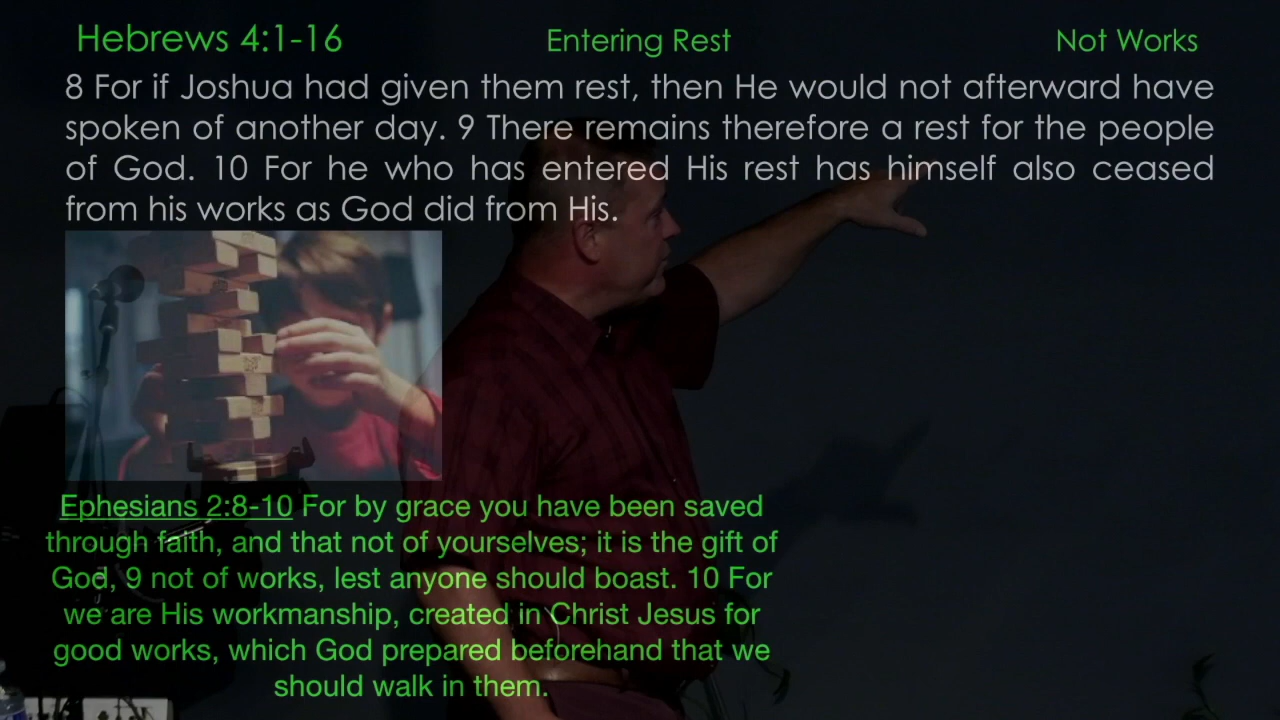 Hebrews 4:1-16 Entering Rest Not Works
8 For if Joshua had given them rest, then He would not afterward have
spoken of another day. 9 There remains therefore a rest for the people
of God. 10 For he who has entered His rest has himself also ceased
from his works as God did from His.
Ephesians 2:8-10 For by grace you have been saved
through faith, and that not of yourselves; it is the gift of
God, 9 not of works, lest anyone should boast. 10 For
we are His workmanship, created in Christ Jesus for
good works, which God prepared beforehand that we
should walk in them.